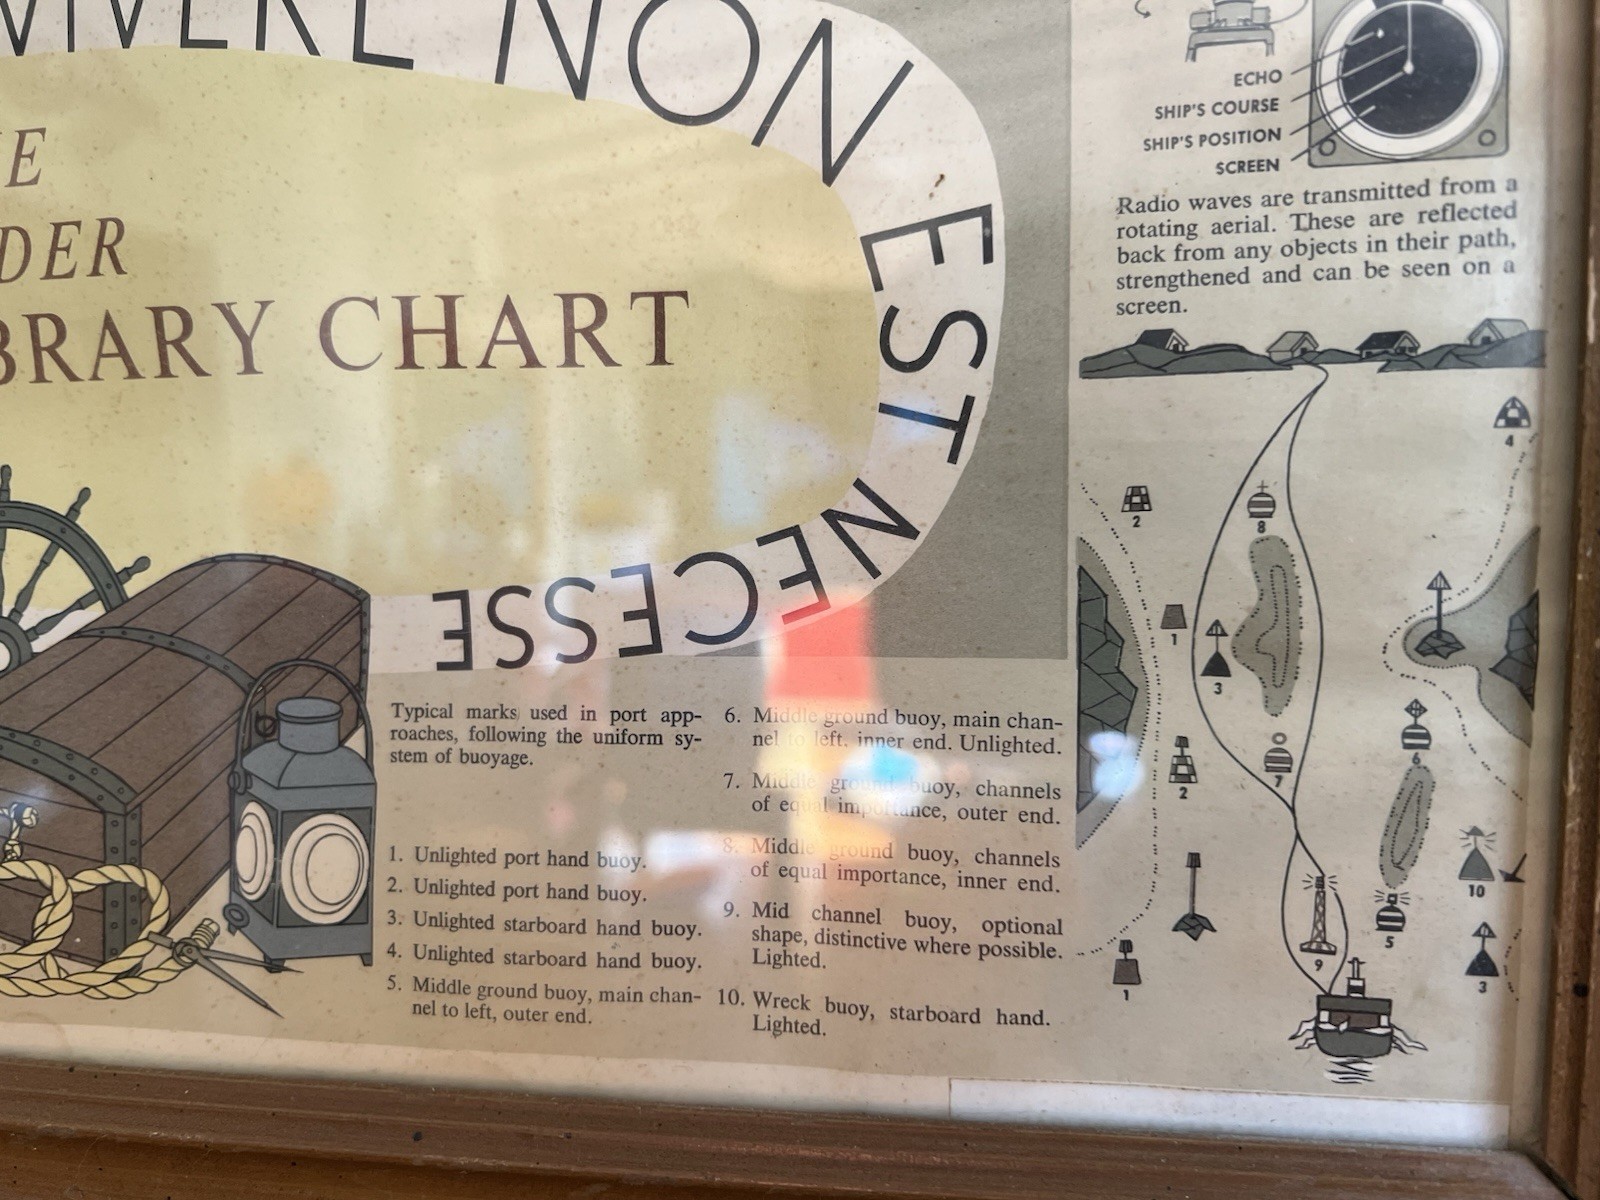 VIVERE NON EST NECESSE
E
DER
BRARY CHART
ECHO
SHIP'S COURSE
SHIP'S POSITION
SCREEN
Radio waves are transmitted from a
rotating aerial. These are reflected
back from any objects in their path,
strengthened and can be seen on a
screen.
Typical marks used in port app-
roaches, following the uniform sy-
stem of buoyage.
1. Unlighted port hand buoy.
2. Unlighted port hand buoy.
3. Unlighted starboard hand buoy.
4. Unlighted starboard hand buoy.
5. Middle ground buoy, main chan-
nel to left, outer end.
6. Middle ground buoy, main chan-
nel to left. inner end. Unlighted.
7. Middle ground buoy, channels
of equal importance, outer end.
8. Middle ground buoy, channels
of equal importance, inner end.
9. Mid channel buoy, optional
shape, distinctive where possible.
Lighted.
10. Wreck buoy, starboard hand.
Lighted.
4
2
8
1
3
6
7
2
10
5
9
3
1